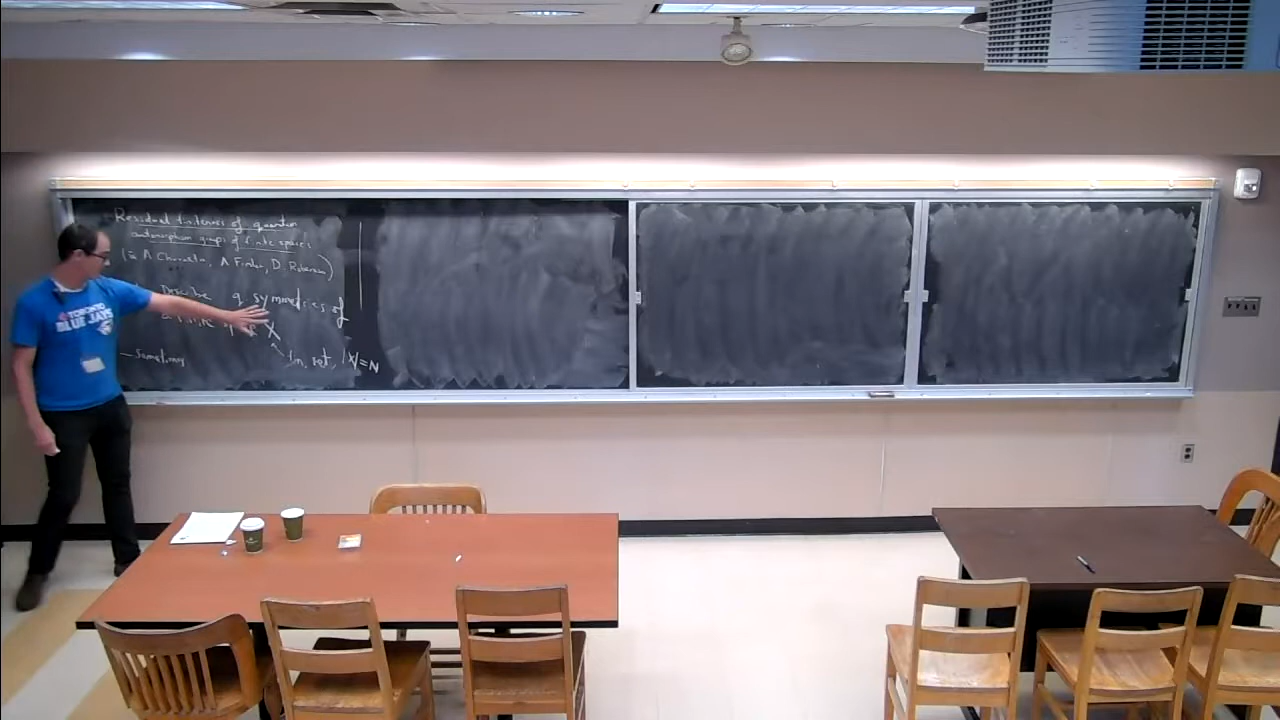 Residual finiteness of quantum
automorphism groups of finite spaces
(w A. Chirvasitu, A. Freslon, D. Roberson)
Describe q symmetries of
X
fin. set, |X|=N
TORONTO
BLUE JAYS